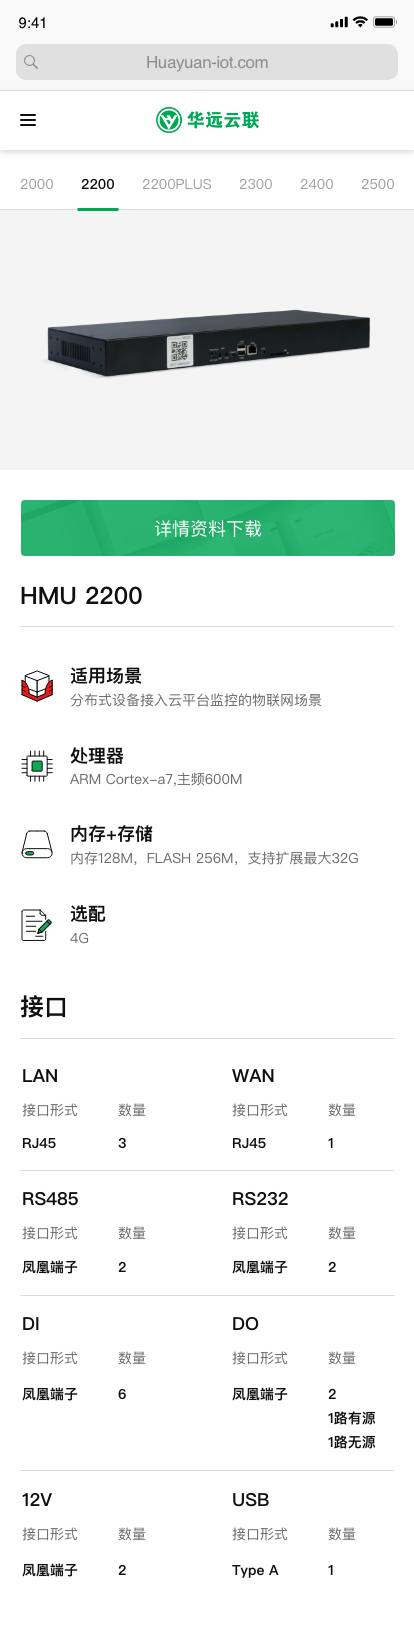 9:41
Huayuan-iot.com
华远云联
2000 2200 2200PLUS 2300 2400 2500
详情资料下载
HMU 2200
适用场景
分布式设备接入云平台监控的物联网场景
处理器
ARM Cortex-a7,主频600M
内存+存储
内存128M，FLASH 256M，支持扩展最大32G
选配
4G
接口
LAN WAN
接口形式 数量 接口形式 数量
RJ45 3 RJ45 1
RS485 RS232
接口形式 数量 接口形式 数量
凤凰端子 2 凤凰端子 2
DI DO
接口形式 数量 接口形式 数量
凤凰端子 6 凤凰端子 2
1路有源
1路无源
12V USB
接口形式 数量 接口形式 数量
凤凰端子 2 Type A 1